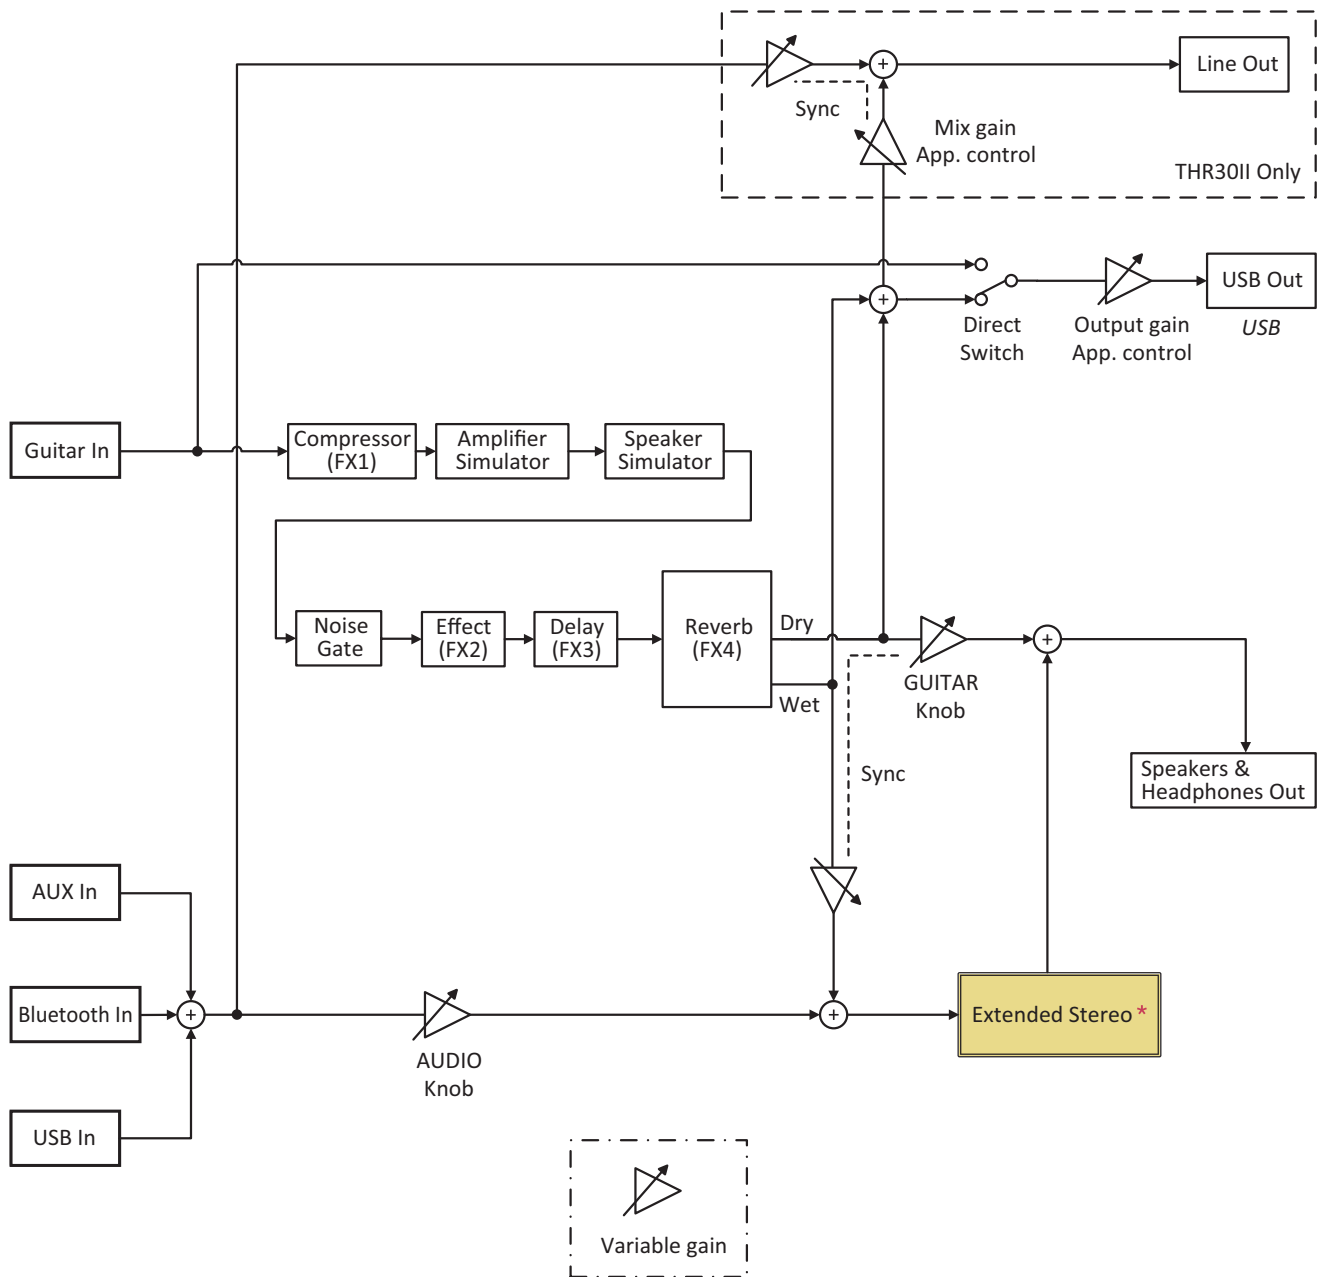 Line Out
+
Sync
Mix gain
App. control
THR30II Only
USB Out
USB
+
Direct
Switch
Output gain
App. control
Guitar In
Compressor
(FX1)
Amplifier
Simulator
Speaker
Simulator
Noise
Gate
Effect
(FX2)
Delay
(FX3)
Reverb
(FX4)
Dry
Wet
GUITAR
Knob
+
Sync
Speakers &
Headphones Out
AUX In
Bluetooth In
+
USB In
AUDIO
Knob
+
Extended Stereo *
Variable gain